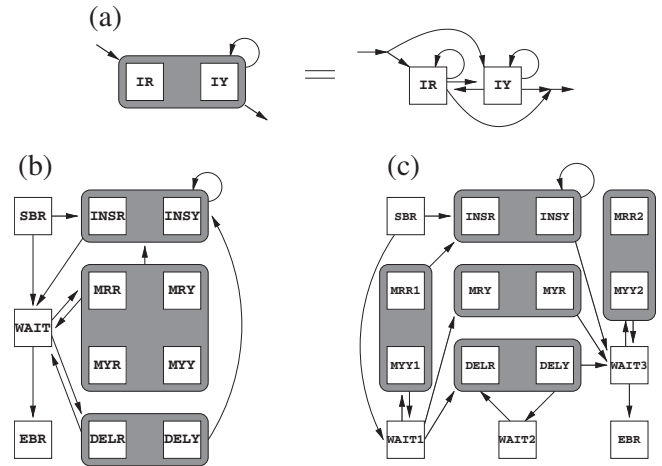 (a)
IR IY = IR IY
(b) (c)
SBR INSR INSY SBR INSR INSY MRR2
MRR MRY MRR1 MRY MYR
WAIT MYY2
MYR MYY MYY1 DELR DELY WAIT3
EBR DELR DELY WAIT1 WAIT2 EBR